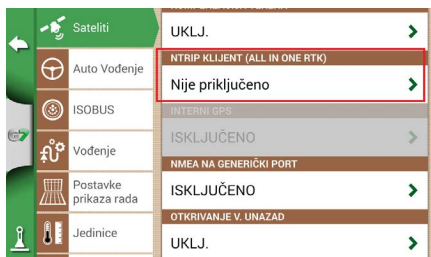 Sateliti
Auto Vođenje
ISOBUS
Vođenje
Postavke
prikaza rada
Jedinice
UKLJ.
NTRIP KLIJENT (ALL IN ONE RTK)
Nije priključeno
INTERNI GPS
ISKLJUČENO
NMEA NA GENERIČKI PORT
ISKLJUČENO
OTKRIVANJE V. UNAZAD
UKLJ.